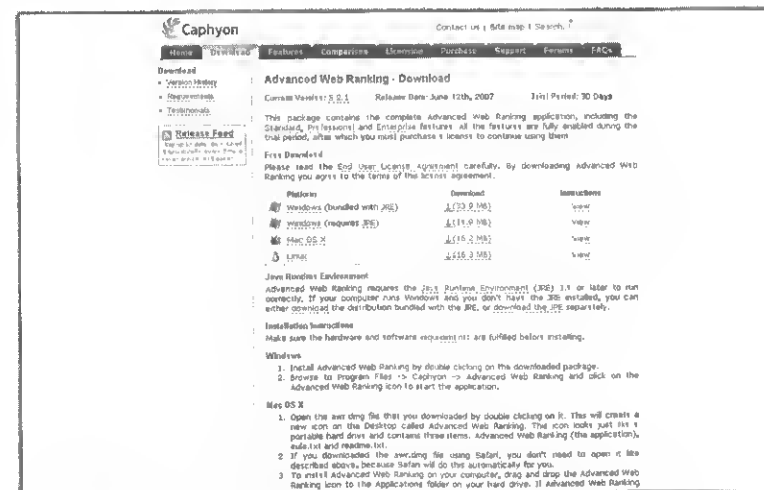 Caphyon
Contact us | Site map | Search
Home Download Features Comparison Licensing Purchase Support Forums FAQs
Download
Version History
Requirements
Testimonials
Release Feed
Advanced Web Ranking - Download
Current Version: 5.2.1 Release Date: June 12th, 2007 Trial Period: 30 Days
This package contains the complete Advanced Web Ranking application, including the
Standard, Professional and Enterprise features. All the features are fully enabled during the
trial period, after which you must purchase a license to continue using them
Free Download
Please read the End User License Agreement carefully. By downloading Advanced Web
Ranking you agree to the terms of this license agreement.
Platform Download Instructions
Windows (bundled with JRE) View
Windows (requires JRE) View
Mac OS X View
Linux View
Java Runtime Environment
Advanced Web Ranking requires the Java Runtime Environment (JRE) or later to run
correctly. If your computer runs Windows and you don't have the JRE installed, you can
either download the distribution bundled with the JRE, or download the JRE separately.
Installation Instructions
Make sure the hardware and software requirements are fulfilled before installing.
Windows
1. Install Advanced Web Ranking by double clicking on the downloaded package.
2. Browse to Program Files -> Caphyon -> Advanced Web Ranking and click on the
Advanced Web Ranking icon to start the application.
Mac OS X
1. Open the awr.dmg file that you downloaded by double clicking on it. This will create a
new icon on the Desktop called Advanced Web Ranking. This icon looks just like a
portable hard drive and contains three items. Advanced Web Ranking (the application),
eula.txt and readme.txt.
2 If you downloaded the awr.dmg file using Safari, you don't need to open it like
described above, because Safari will do this automatically for you.
3 To install Advanced Web Ranking on your computer, drag and drop the Advanced Web
Ranking icon to the Applications folder on your hard drive. If Advanced Web Ranking